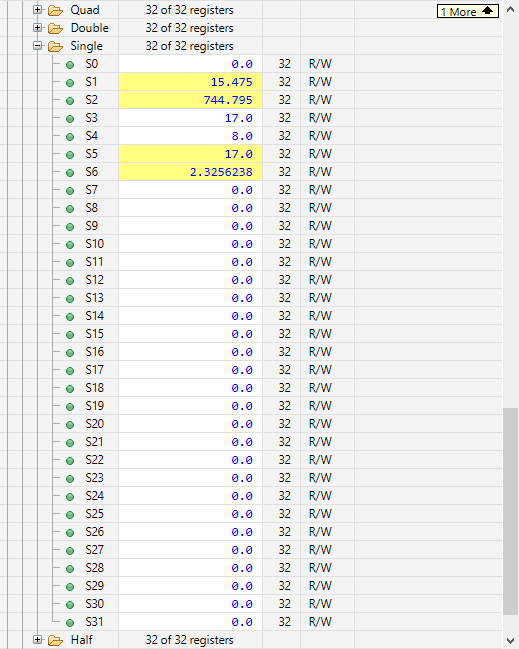 Quad 32 of 32 registers 1 More
Double 32 of 32 registers
Single 32 of 32 registers
S0 0.0 32 R/W
S1 15.475 32 R/W
S2 744.795 32 R/W
S3 17.0 32 R/W
S4 8.0 32 R/W
S5 17.0 32 R/W
S6 2.3256238 32 R/W
S7 0.0 32 R/W
S8 0.0 32 R/W
S9 0.0 32 R/W
S10 0.0 32 R/W
S11 0.0 32 R/W
S12 0.0 32 R/W
S13 0.0 32 R/W
S14 0.0 32 R/W
S15 0.0 32 R/W
S16 0.0 32 R/W
S17 0.0 32 R/W
S18 0.0 32 R/W
S19 0.0 32 R/W
S20 0.0 32 R/W
S21 0.0 32 R/W
S22 0.0 32 R/W
S23 0.0 32 R/W
S24 0.0 32 R/W
S25 0.0 32 R/W
S26 0.0 32 R/W
S27 0.0 32 R/W
S28 0.0 32 R/W
S29 0.0 32 R/W
S30 0.0 32 R/W
S31 0.0 32 R/W
Half 32 of 32 registers